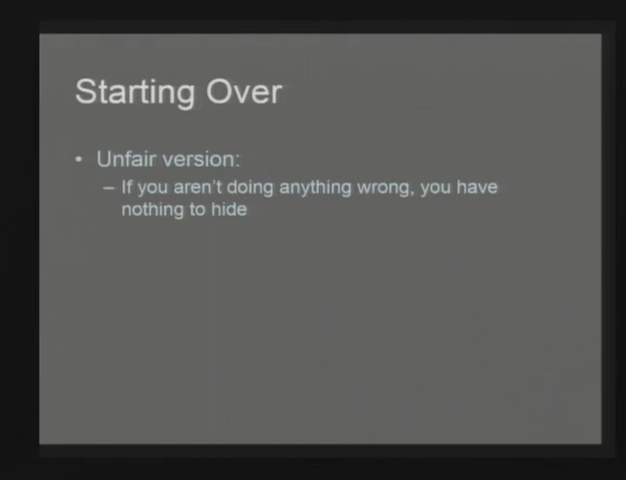 Starting Over
• Unfair version:
– If you aren't doing anything wrong, you have
nothing to hide